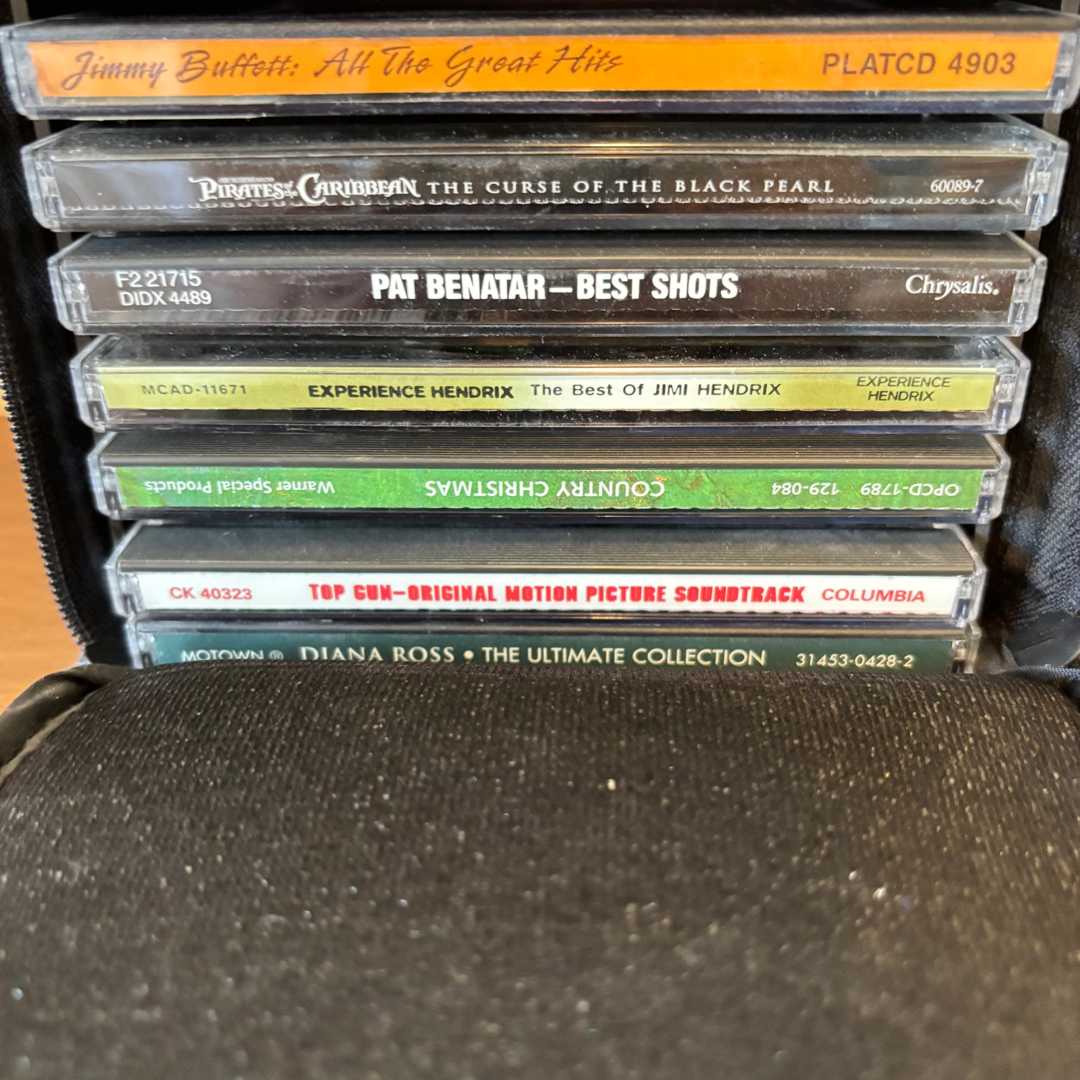 Jimmy Buffett: All The Great Hits PLATCD 4903
PIRATES of the CARIBBEAN THE CURSE OF THE BLACK PEARL 60089-7
F2 21715
DIDX 4489
PAT BENATAR—BEST SHOTS Chrysalis.
MCAD-11671 EXPERIENCE HENDRIX The Best Of JIMI HENDRIX EXPERIENCE
HENDRIX
OPCD-1789 129-084 COUNTRY CHRISTMAS Warner Special Products
CK 40323 TOP GUN—ORIGINAL MOTION PICTURE SOUNDTRACK COLUMBIA
MOTOWN ® DIANA ROSS • THE ULTIMATE COLLECTION 31453-0428-2